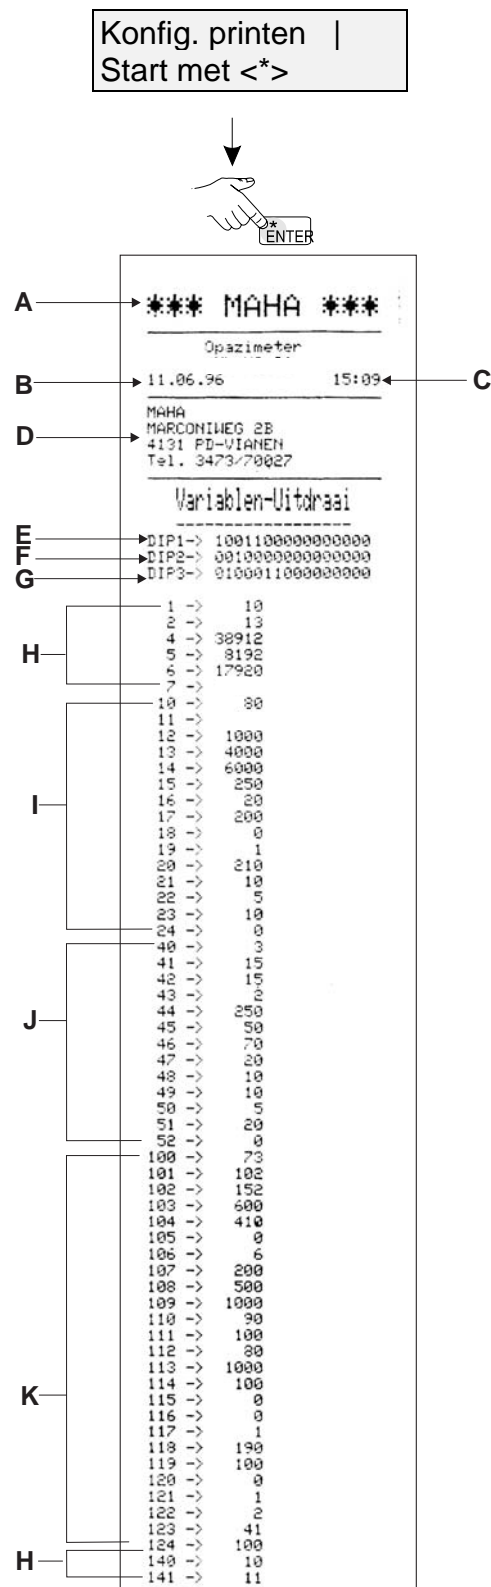 Konfig. printen |
Start met <*>
*
ENTER
A
*** MAHA ***
Opazimeter
B
11.06.96 15:09
C
MAHA
D
MARCONIWEG 2B
4131 PD-VIANEN
Tel. 3473/70027
Variablen-Uitdraai
E
DIP1-> 1001100000000000
F
DIP2-> 0010000000000000
G
DIP3-> 0100011000000000
H
1 -> 10
2 -> 13
4 -> 38912
5 -> 8192
6 -> 17920
7 ->
I
10 -> 80
11 ->
12 -> 1000
13 -> 4000
14 -> 6000
15 -> 250
16 -> 20
17 -> 200
18 -> 0
19 -> 1
20 -> 210
21 -> 10
22 -> 5
23 -> 10
24 -> 0
J
40 -> 3
41 -> 15
42 -> 15
43 -> 2
44 -> 250
45 -> 50
46 -> 70
47 -> 20
48 -> 10
49 -> 10
50 -> 5
51 -> 20
52 -> 0
K
100 -> 73
101 -> 102
102 -> 152
103 -> 600
104 -> 410
105 -> 0
106 -> 6
107 -> 200
108 -> 500
109 -> 1000
110 -> 90
111 -> 100
112 -> 80
113 -> 1000
114 -> 100
115 -> 0
116 -> 0
117 -> 1
118 -> 190
119 -> 100
120 -> 0
121 -> 1
122 -> 2
123 -> 41
124 -> 100
H
140 -> 10
141 -> 11